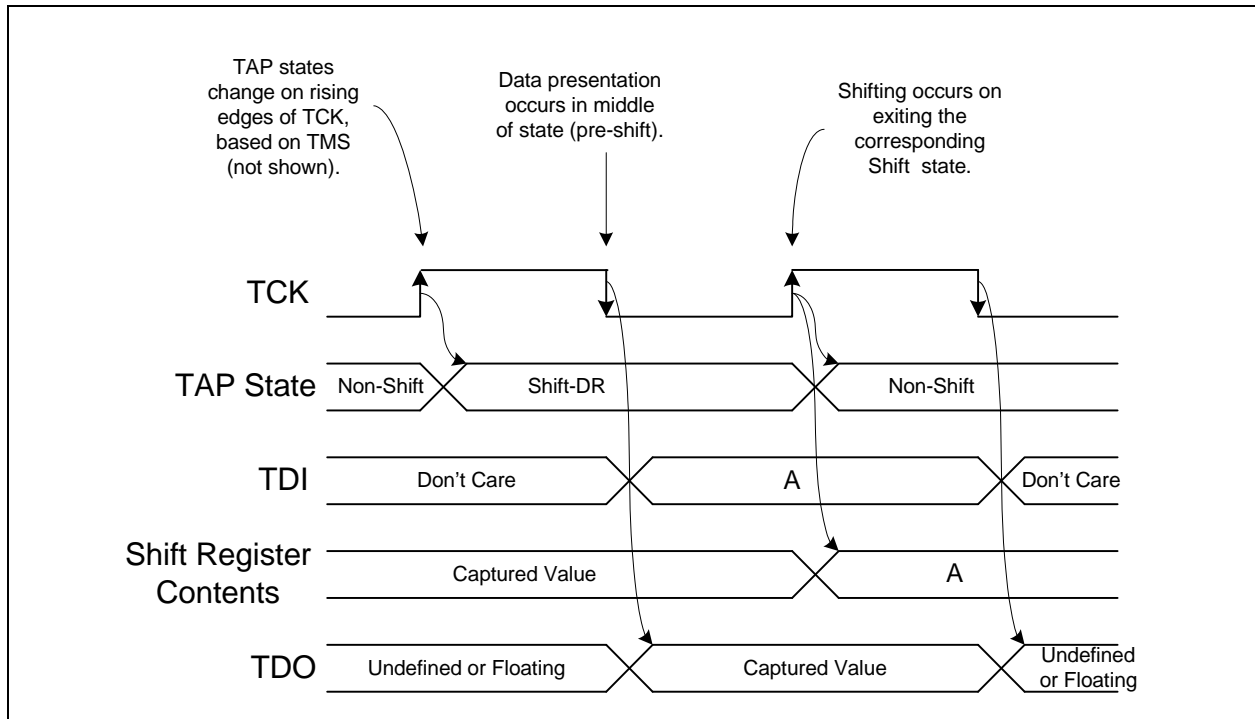 TAP states
change on rising
edges of TCK,
based on TMS
(not shown).
Data presentation
occurs in middle
of state (pre-shift).
Shifting occurs on
exiting the
corresponding
Shift state.
TCK
TAP State
Non-Shift
Shift-DR
Non-Shift
TDI
Don't Care
A
Don't Care
Shift Register
Contents
Captured Value
A
TDO
Undefined or Floating
Captured Value
Undefined
or Floating